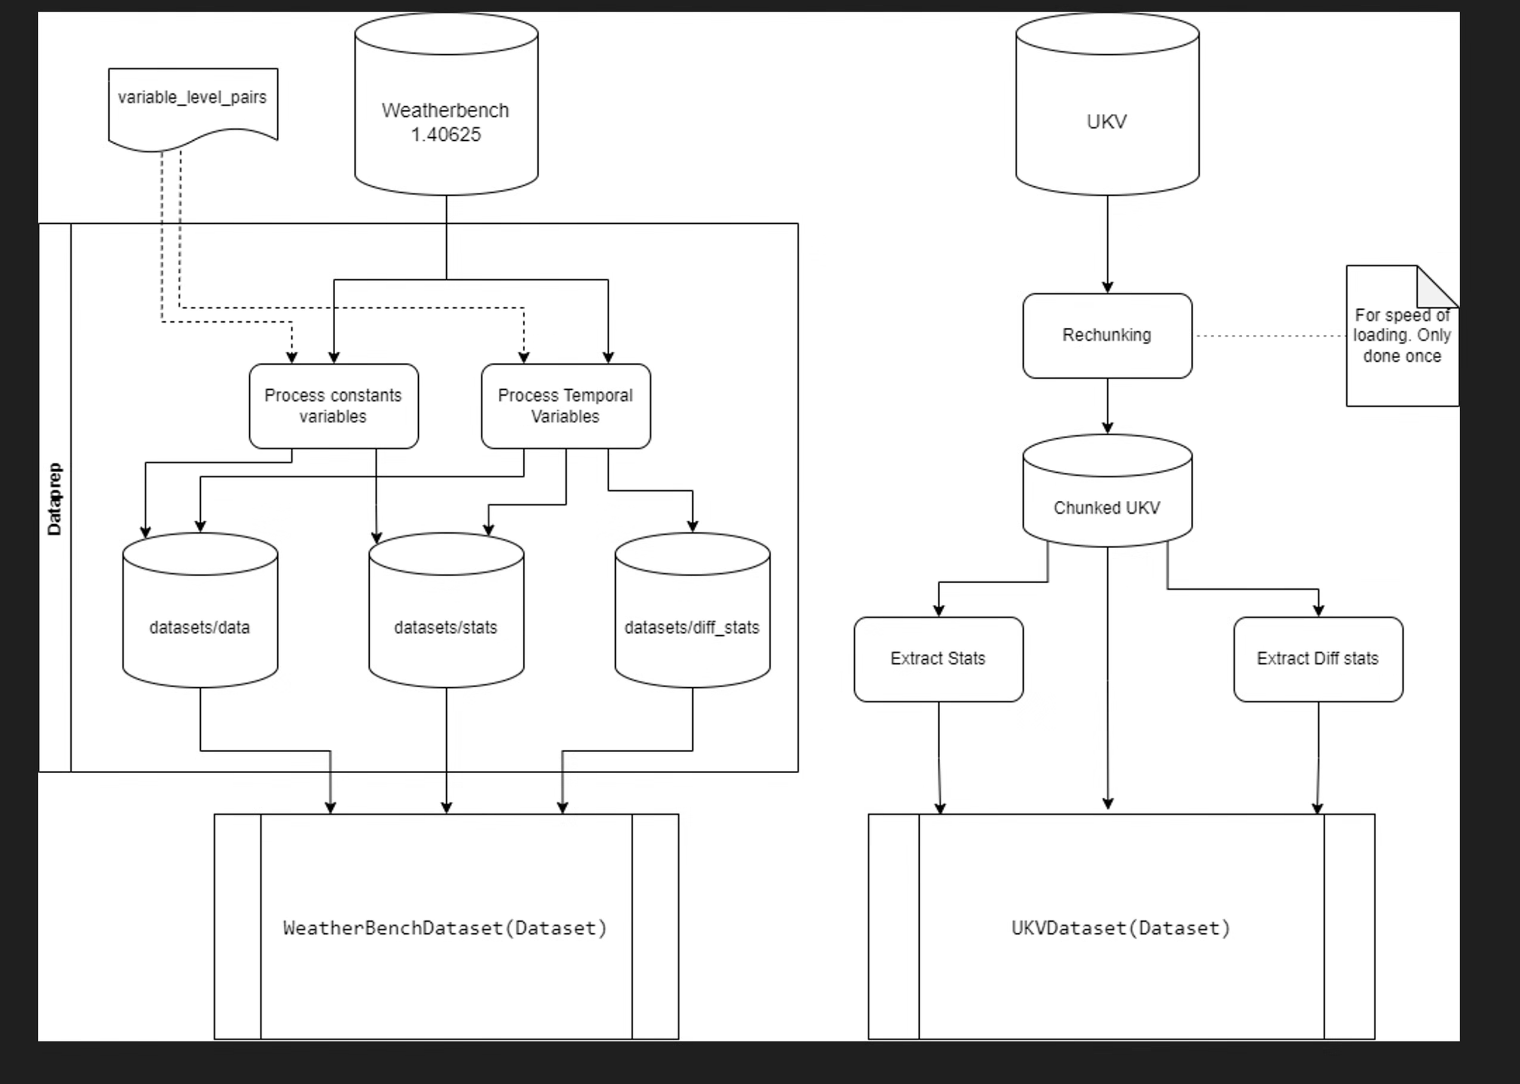 variable_level_pairs
Weatherbench
1.40625
UKV
For speed of
loading. Only
done once
Rechunking
Process constants
variables
Process Temporal
Variables
Dataprep
Chunked UKV
datasets/data
datasets/stats
datasets/diff_stats
Extract Stats
Extract Diff stats
WeatherBenchDataset(Dataset)
UKVDataset(Dataset)